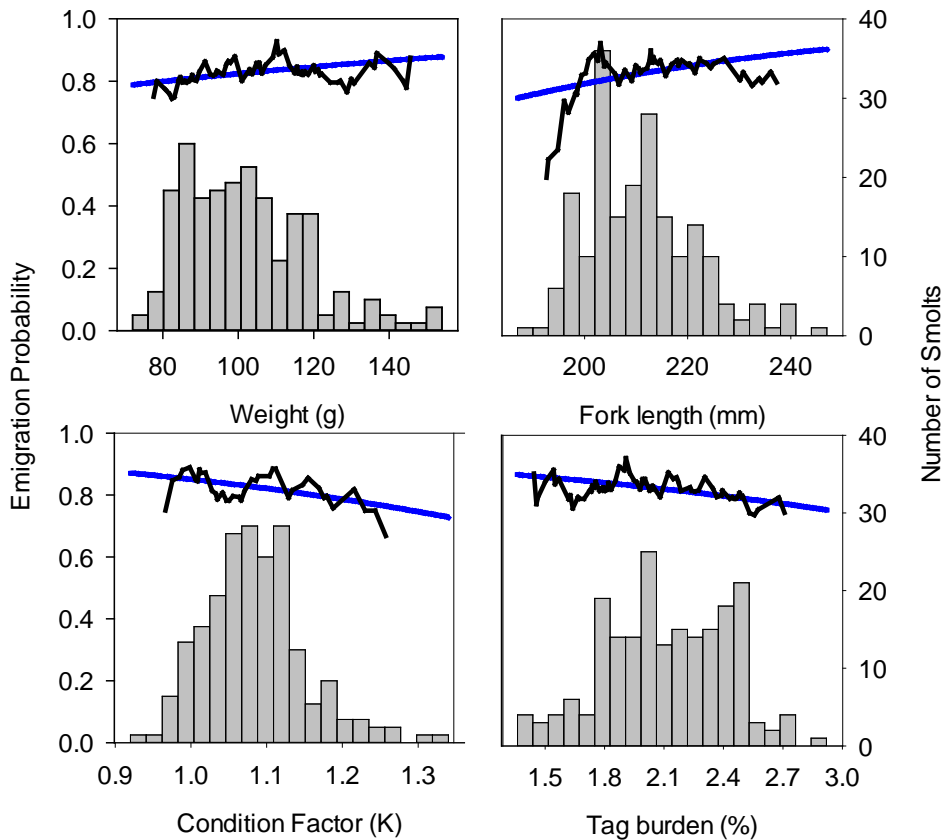 1.0
0.8
0.6
0.4
0.2
0.0
80 100 120 140
Weight (g)
40
30
20
10
0
200 220 240
Fork length (mm)
Emigration Probability
Number of Smolts
1.0
0.8
0.6
0.4
0.2
0.0
0.9 1.0 1.1 1.2 1.3
Condition Factor (K)
40
30
20
10
0
1.5 1.8 2.1 2.4 2.7 3.0
Tag burden (%)